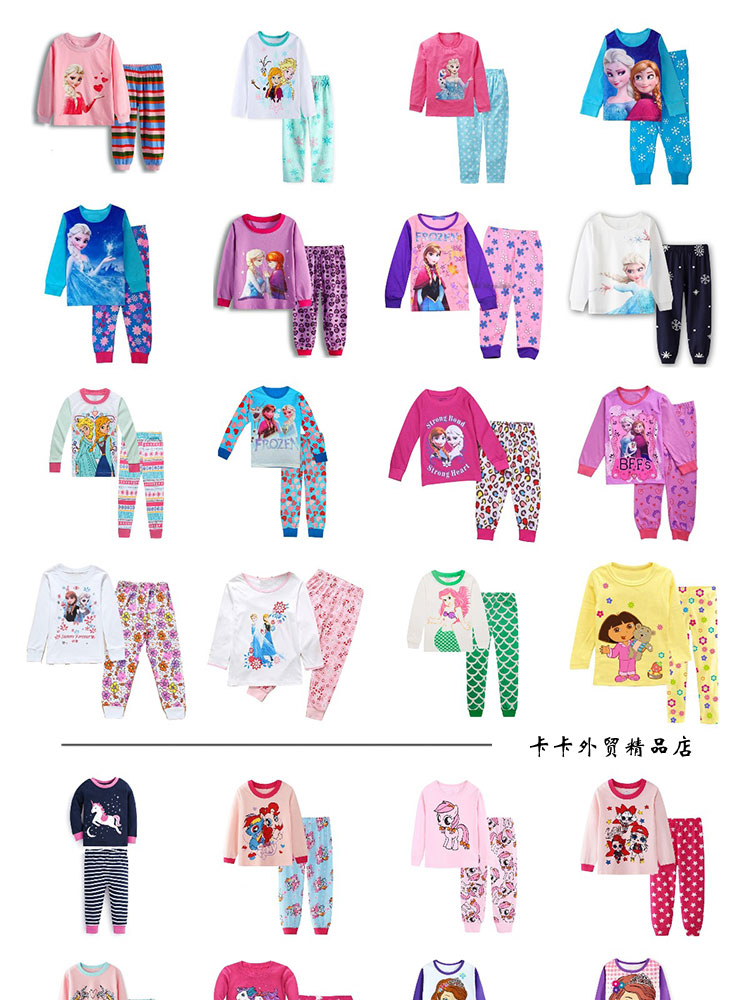 FROZEN
FROZEN
Strong Bond
Strong Heart
BFFs
卡卡外贸精品店